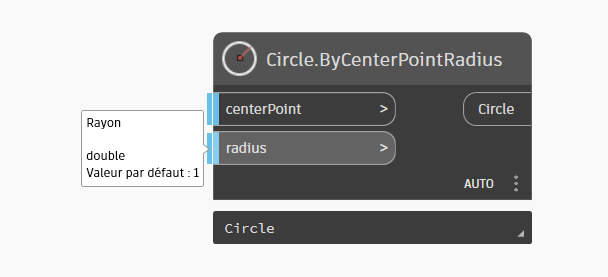 Circle.ByCenterPointRadius
centerPoint >
Circle
Rayon
radius >
double
Valeur par défaut : 1
AUTO
Circle